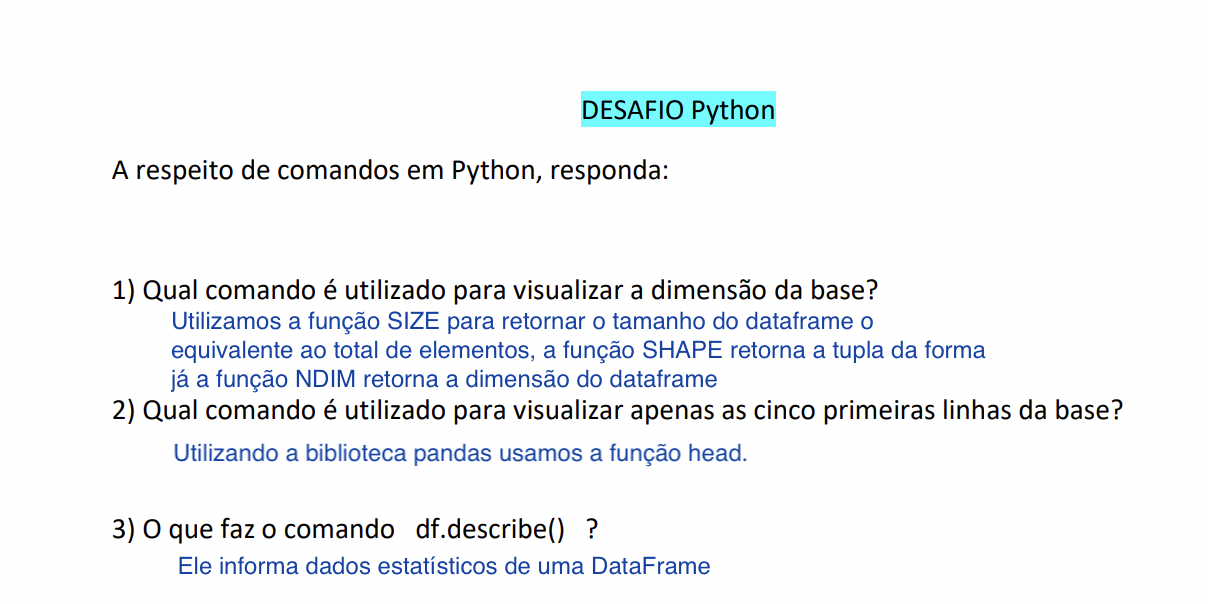 DESAFIO Python
A respeito de comandos em Python, responda:
1) Qual comando é utilizado para visualizar a dimensão da base?
Utilizamos a função SIZE para retornar o tamanho do dataframe o
equivalente ao total de elementos, a função SHAPE retorna a tupla da forma
já a função NDIM retorna a dimensão do dataframe
2) Qual comando é utilizado para visualizar apenas as cinco primeiras linhas da base?
Utilizando a biblioteca pandas usamos a função head.
3) O que faz o comando df.describe() ?
Ele informa dados estatísticos de uma DataFrame